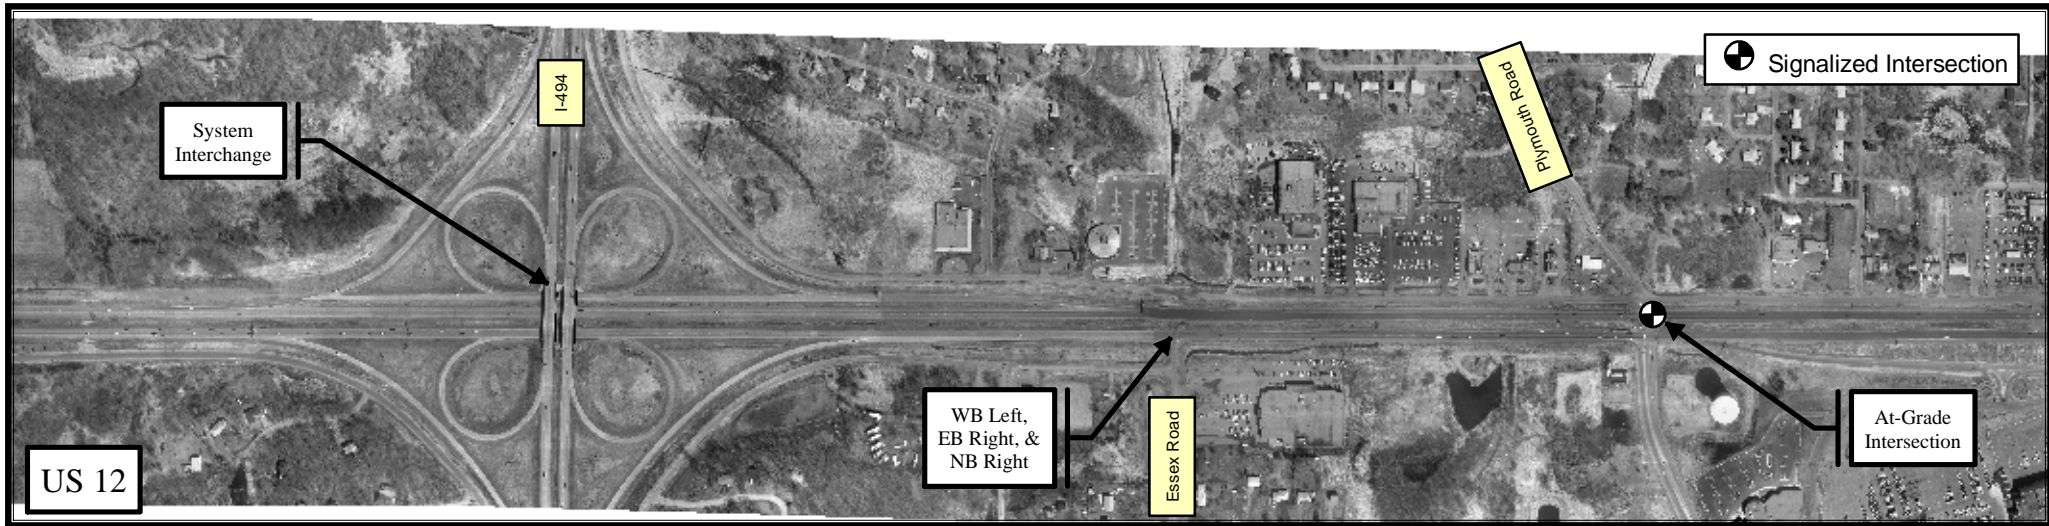 I-494
Plymouth Road
Signalized Intersection
System
Interchange
WB Left,
EB Right, &
NB Right
Essex Road
At-Grade
Intersection
US 12